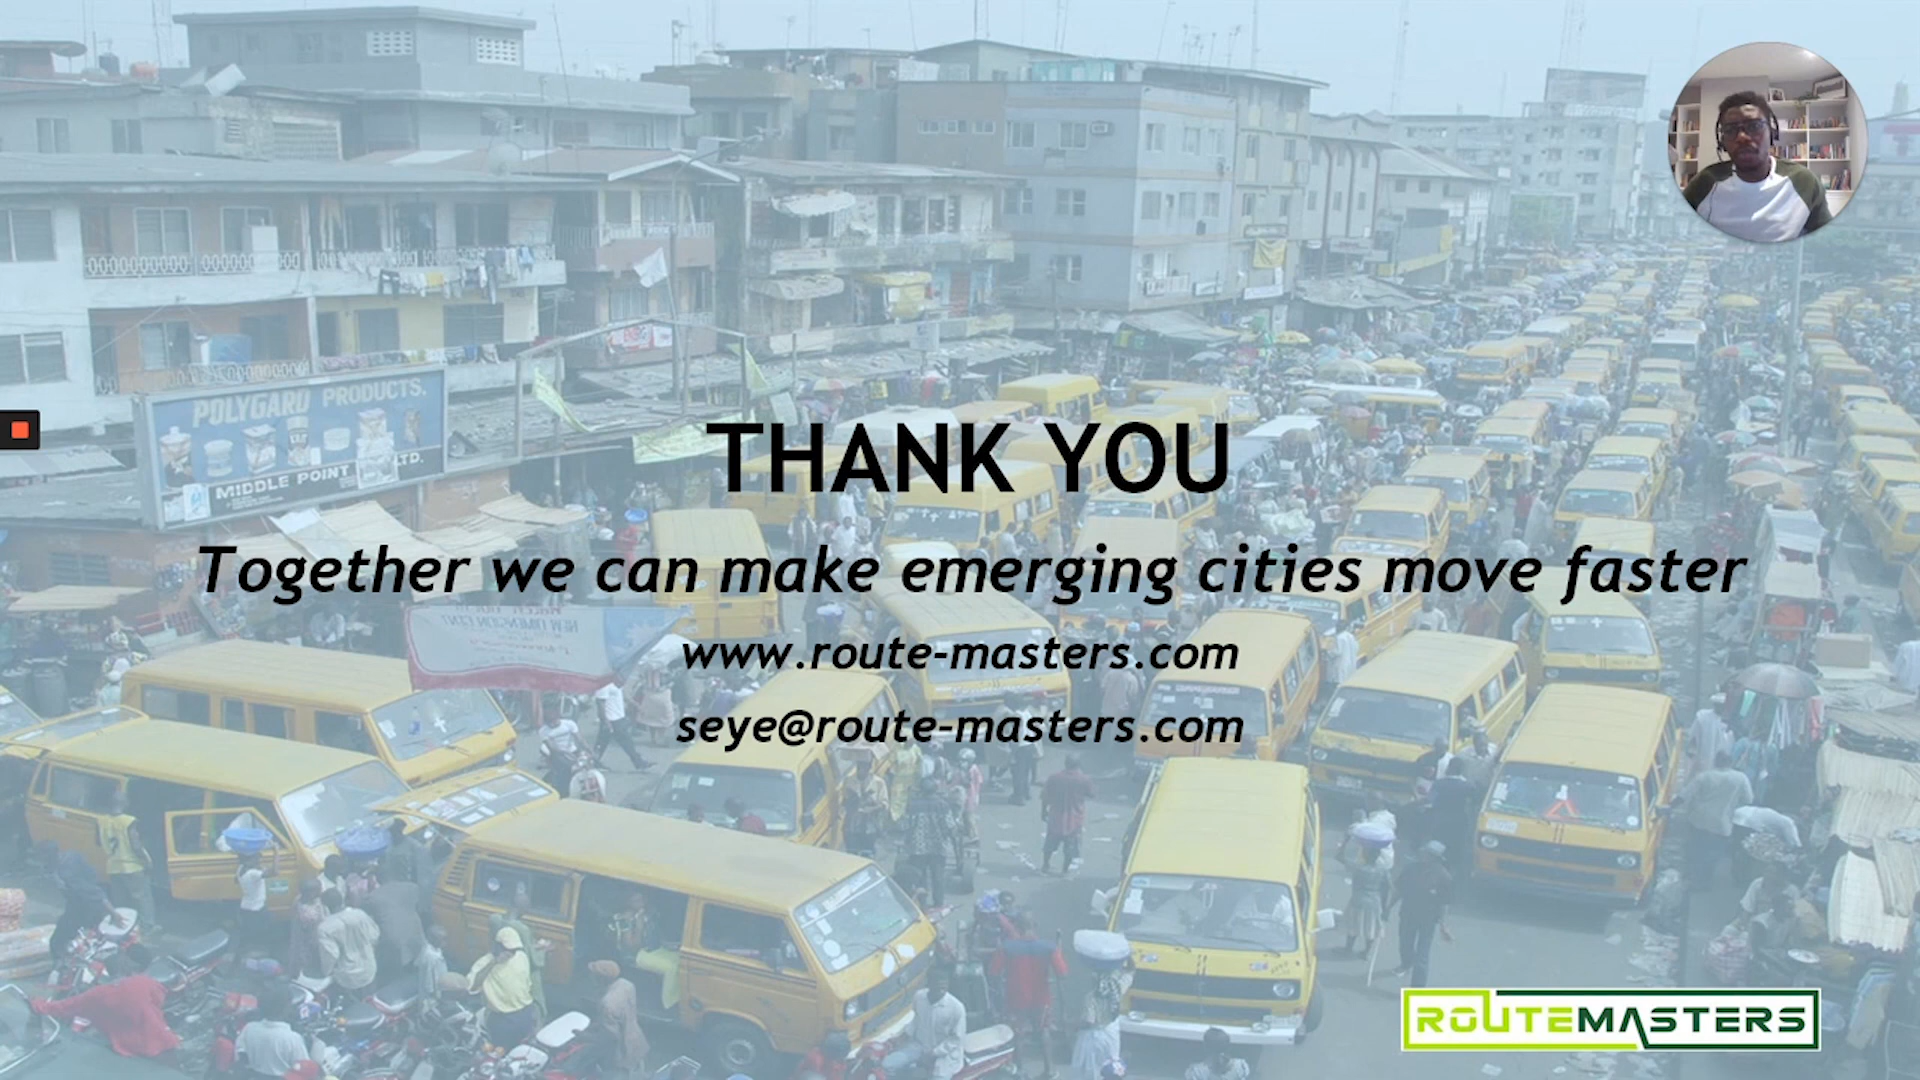 POLYGARD PRODUCTS.
MIDDLE POINT
LTD.
THANK YOU
Together we can make emerging cities move faster
www.route-masters.com
seye@route-masters.com
ROUTEMASTERS